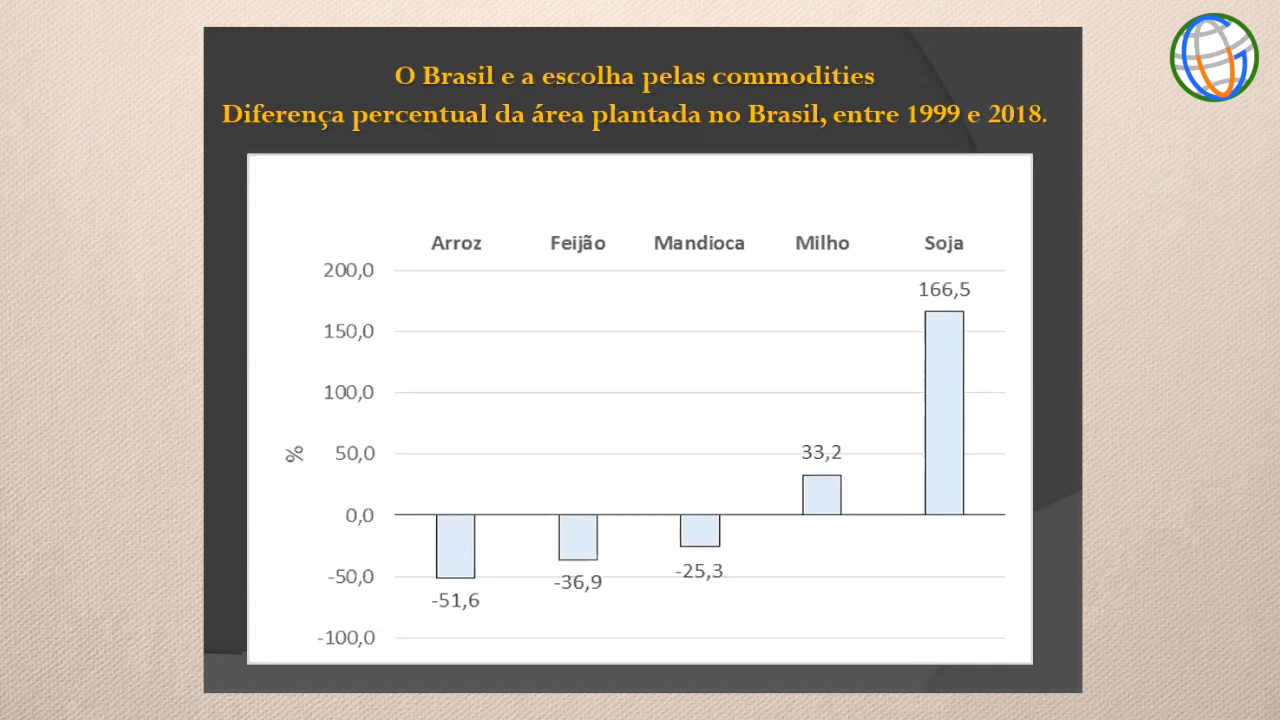 O Brasil e a escolha pelas commodities
Diferença percentual da área plantada no Brasil, entre 1999 e 2018.
Arroz Feijão Mandioca Milho Soja
200,0
166,5
150,0
100,0
% 50,0
33,2
0,0
-50,0
-51,6 -36,9 -25,3
-100,0